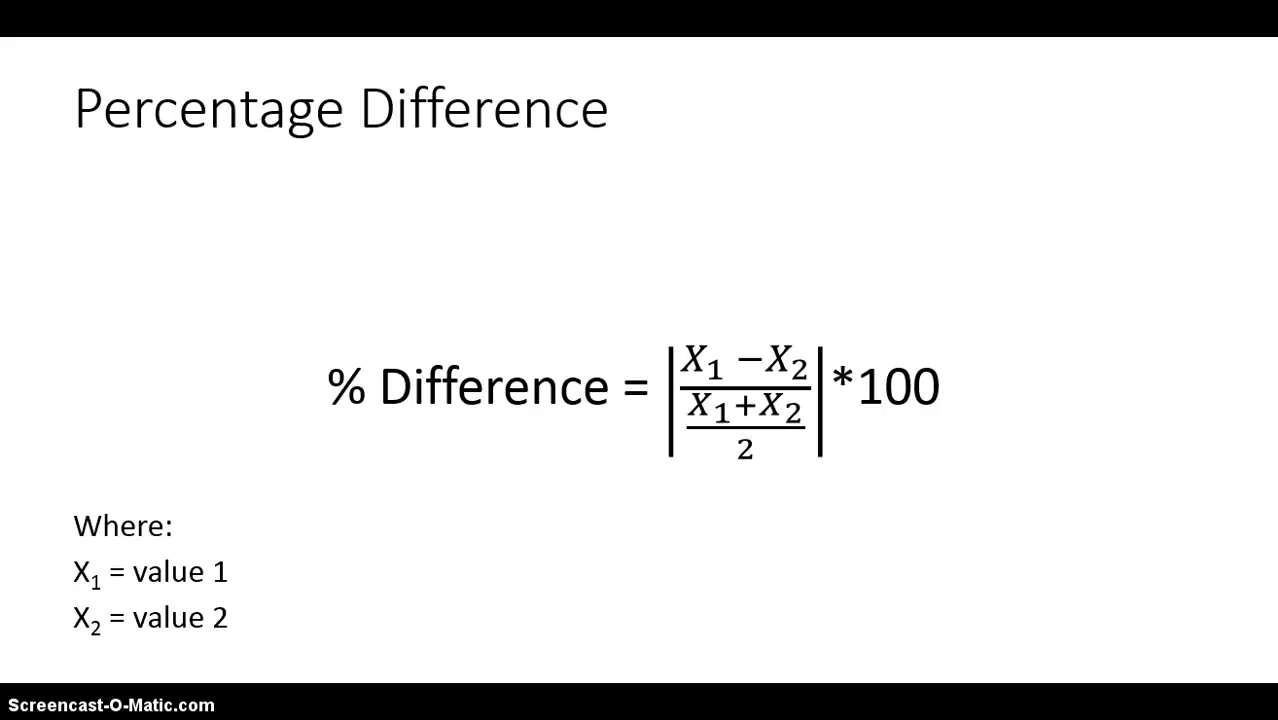 Percentage Difference
% Difference = |(X₁ −X₂)/((X₁+X₂)/2)| *100
Where:
X₁ = value 1
X₂ = value 2
Screencast-O-Matic.com